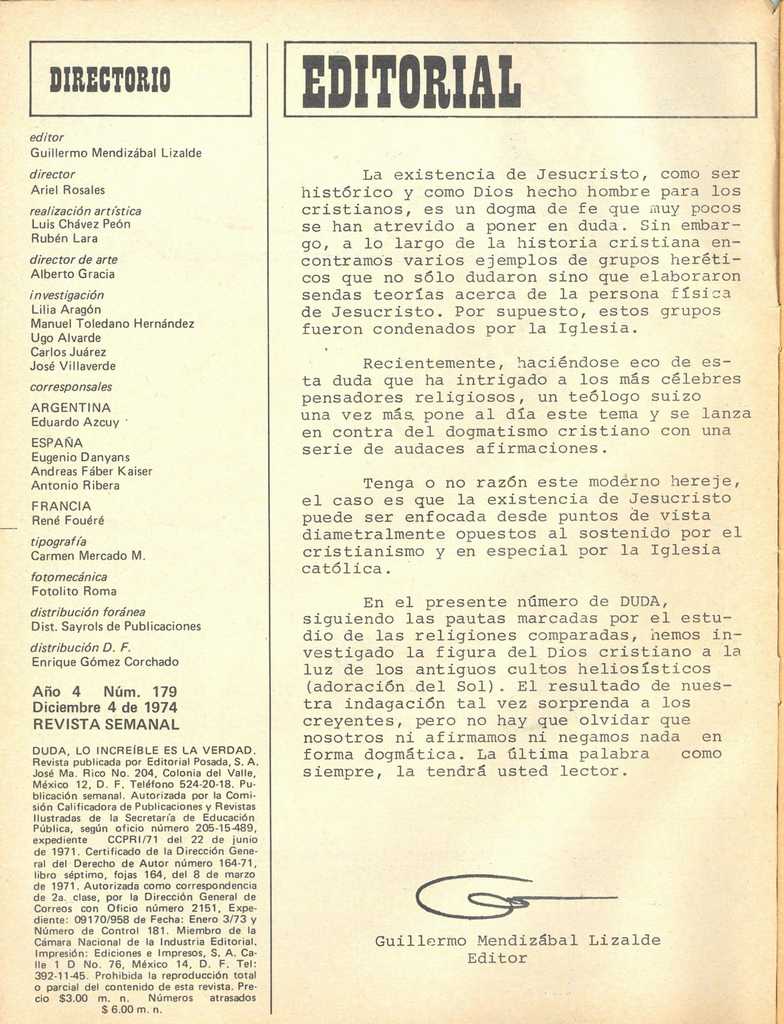 DIRECTORIO
editor
Guillermo Mendizábal Lizalde
director
Ariel Rosales
realización artística
Luis Chávez Peón
Rubén Lara
director de arte
Alberto Gracia
investigación
Lilia Aragón
Manuel Toledano Hernández
Ugo Alvarde
Carlos Juárez
José Villaverde
corresponsales
ARGENTINA
Eduardo Azcuy
ESPAÑA
Eugenio Danyans
Andreas Fáber Kaiser
Antonio Ribera
FRANCIA
René Fouéré
tipografía
Carmen Mercado M.
fotomecánica
Fotolito Roma
distribución foránea
Dist. Sayrols de Publicaciones
distribución D. F.
Enrique Gómez Corchado
Año 4 Núm. 179
Diciembre 4 de 1974
REVISTA SEMANAL
DUDA, LO INCREÍBLE ES LA VERDAD.
Revista publicada por Editorial Posada, S. A.
José Ma. Rico No. 204, Colonia del Valle,
México 12, D. F. Teléfono 524-20-18. Pu-
blicación semanal. Autorizada por la Comi-
sión Calificadora de Publicaciones y Revistas
Ilustradas de la Secretaría de Educación
Pública, según oficio número 205-15-489,
expediente CCPRI/71 del 22 de junio
de 1971. Certificado de la Dirección Gene-
ral del Derecho de Autor número 164-71,
libro séptimo, fojas 164, del 8 de marzo
de 1971. Autorizada como correspondencia
de 2a. clase, por la Dirección General de
Correos con Oficio número 2151, Expe-
diente: 09170/958 de Fecha: Enero 3/73 y
Número de Control 181. Miembro de la
Cámara Nacional de la Industria Editorial.
Impresión: Ediciones e Impresos, S. A. Ca-
lle 1 D No. 76, México 14, D. F. Tel:
392-11-45. Prohibida la reproducción total
o parcial del contenido de esta revista. Pre-
cio $3.00 m. n. Números atrasados
$ 6.00 m. n.
EDITORIAL
La existencia de Jesucristo, como ser
histórico y como Dios hecho hombre para los
cristianos, es un dogma de fe que muy pocos
se han atrevido a poner en duda. Sin embar-
go, a lo largo de la historia cristiana en-
contramos varios ejemplos de grupos heréti-
cos que no sólo dudaron sino que elaboraron
sendas teorías acerca de la persona física
de Jesucristo. Por supuesto, estos grupos
fueron condenados por la Iglesia.
Recientemente, haciéndose eco de es-
ta duda que ha intrigado a los más célebres
pensadores religiosos, un teólogo suizo
una vez más pone al día este tema y se lanza
en contra del dogmatismo cristiano con una
serie de audaces afirmaciones.
Tenga o no razón este moderno hereje,
el caso es que la existencia de Jesucristo
puede ser enfocada desde puntos de vista
diametralmente opuestos al sostenido por el
cristianismo y en especial por la Iglesia
católica.
En el presente número de DUDA,
siguiendo las pautas marcadas por el estu-
dio de las religiones comparadas, hemos in-
vestigado la figura del Dios cristiano a la
luz de los antiguos cultos heliosísticos
(adoración del Sol). El resultado de nues-
tra indagación tal vez sorprenda a los
creyentes, pero no hay que olvidar que
nosotros ni afirmamos ni negamos nada en
forma dogmática. La última palabra como
siempre, la tendrá usted lector.
Guillermo Mendizábal Lizalde
Editor